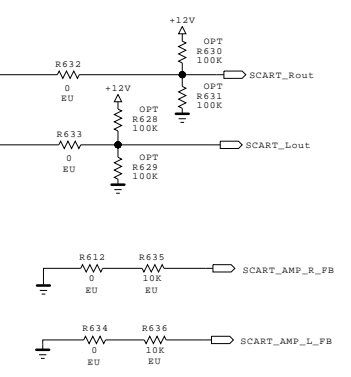 +12V
OPT
R630
100K
R632
0
EU
SCART_Rout
+12V
OPT
R631
100K
OPT
R628
100K
R633
0
EU
SCART_Lout
OPT
R629
100K
R612
0
EU
R635
10K
EU
SCART_AMP_R_FB
R634
0
EU
R636
10K
EU
SCART_AMP_L_FB